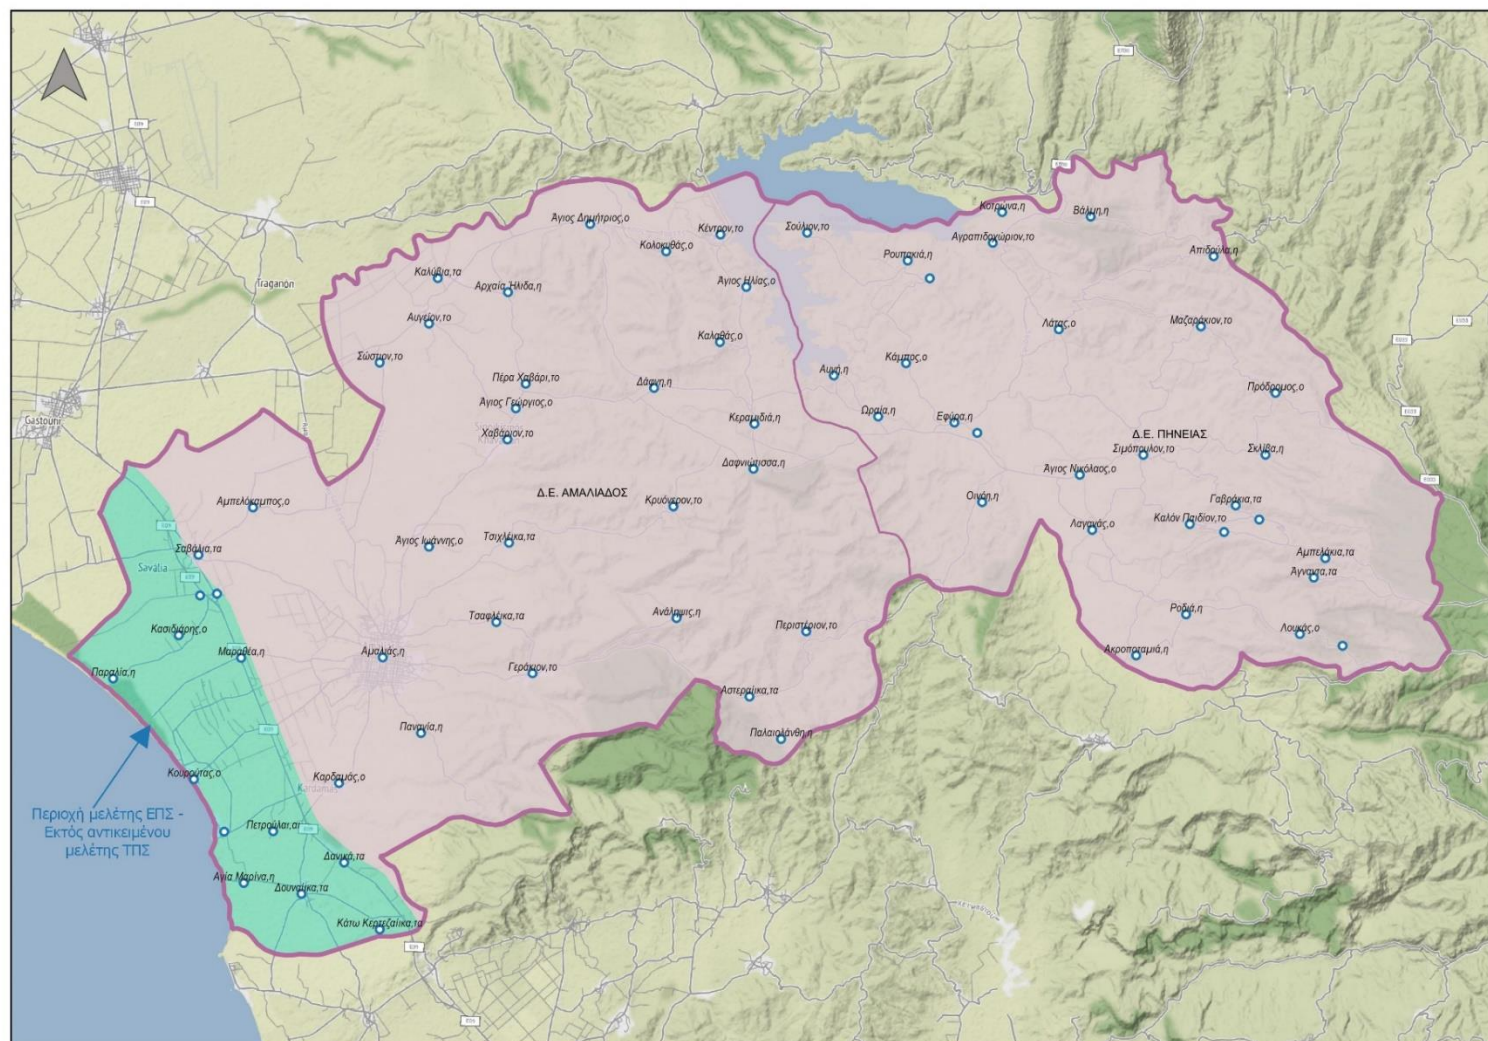 Κοτρώνα,η
Βάλμη,η
Άγιος Δημήτριος,ο
Κέντρον,το
Σούλιον,το
Αγραπιδοχώριον,το
Κολοκυθάς,ο
Απιδούλα,η
Ρουπακιά,η
Καλύβια,τα
Αρχαία Ήλιδα,η
Άγιος Ηλίας,ο
Traganon
Αυγείον,το
Λάτας,ο
Μαζαράκιον,το
Καλαθάς,ο
Σώστιον,το
Κάμπος,ο
Αυγή,η
Πέρα Χαβάρι,το
Δάφνη,η
Πρόδρομος,ο
Άγιος Γεώργιος,ο
Κεραμιδιά,η
Ωραία,η
Εφύρα,η
Gastouni
Χαβάριον,το
Δ.Ε. ΠΗΝΕΙΑΣ
Σιμόπουλον,το
Σκλίβα,η
Δαφνιώτισσα,η
Άγιος Νικόλαος,ο
Δ.Ε. ΑΜΑΛΙΑΔΟΣ
Αμπελόκαμπος,ο
Κρυόνερον,το
Οινόη,η
Γαβράκια,τα
Λαγανάς,ο
Καλόν Παιδίον,το
Άγιος Ιωάννης,ο
Τσιχλέικα,τα
Σαβάλια,τα
Savalia
Αμπελάκια,τα
Άγναντα,τα
Τσαφλέικα,τα
Ανάληψις,η
Ροδιά,η
Κασιδιάρης,ο
Περιστέριον,το
Λουκάς,ο
Μαραθέα,η
Αμαλιάς,η
Ακροποταμιά,η
Παραλία,η
Γεράκιον,το
Αστεραίικα,τα
Παναγία,η
Παλαιολάνθη,η
Κουρούτας,ο
Καρδαμάς,ο
Kardamas
Περιοχή μελέτης ΕΠΣ -
Εκτός αντικειμένου
μελέτης ΤΠΣ
Πετρούλαι,αι
Δανικά,τα
Αγία Μαρίνα,η
Δουναίικα,τα
Κάτω Κερτεζαίικα,τα